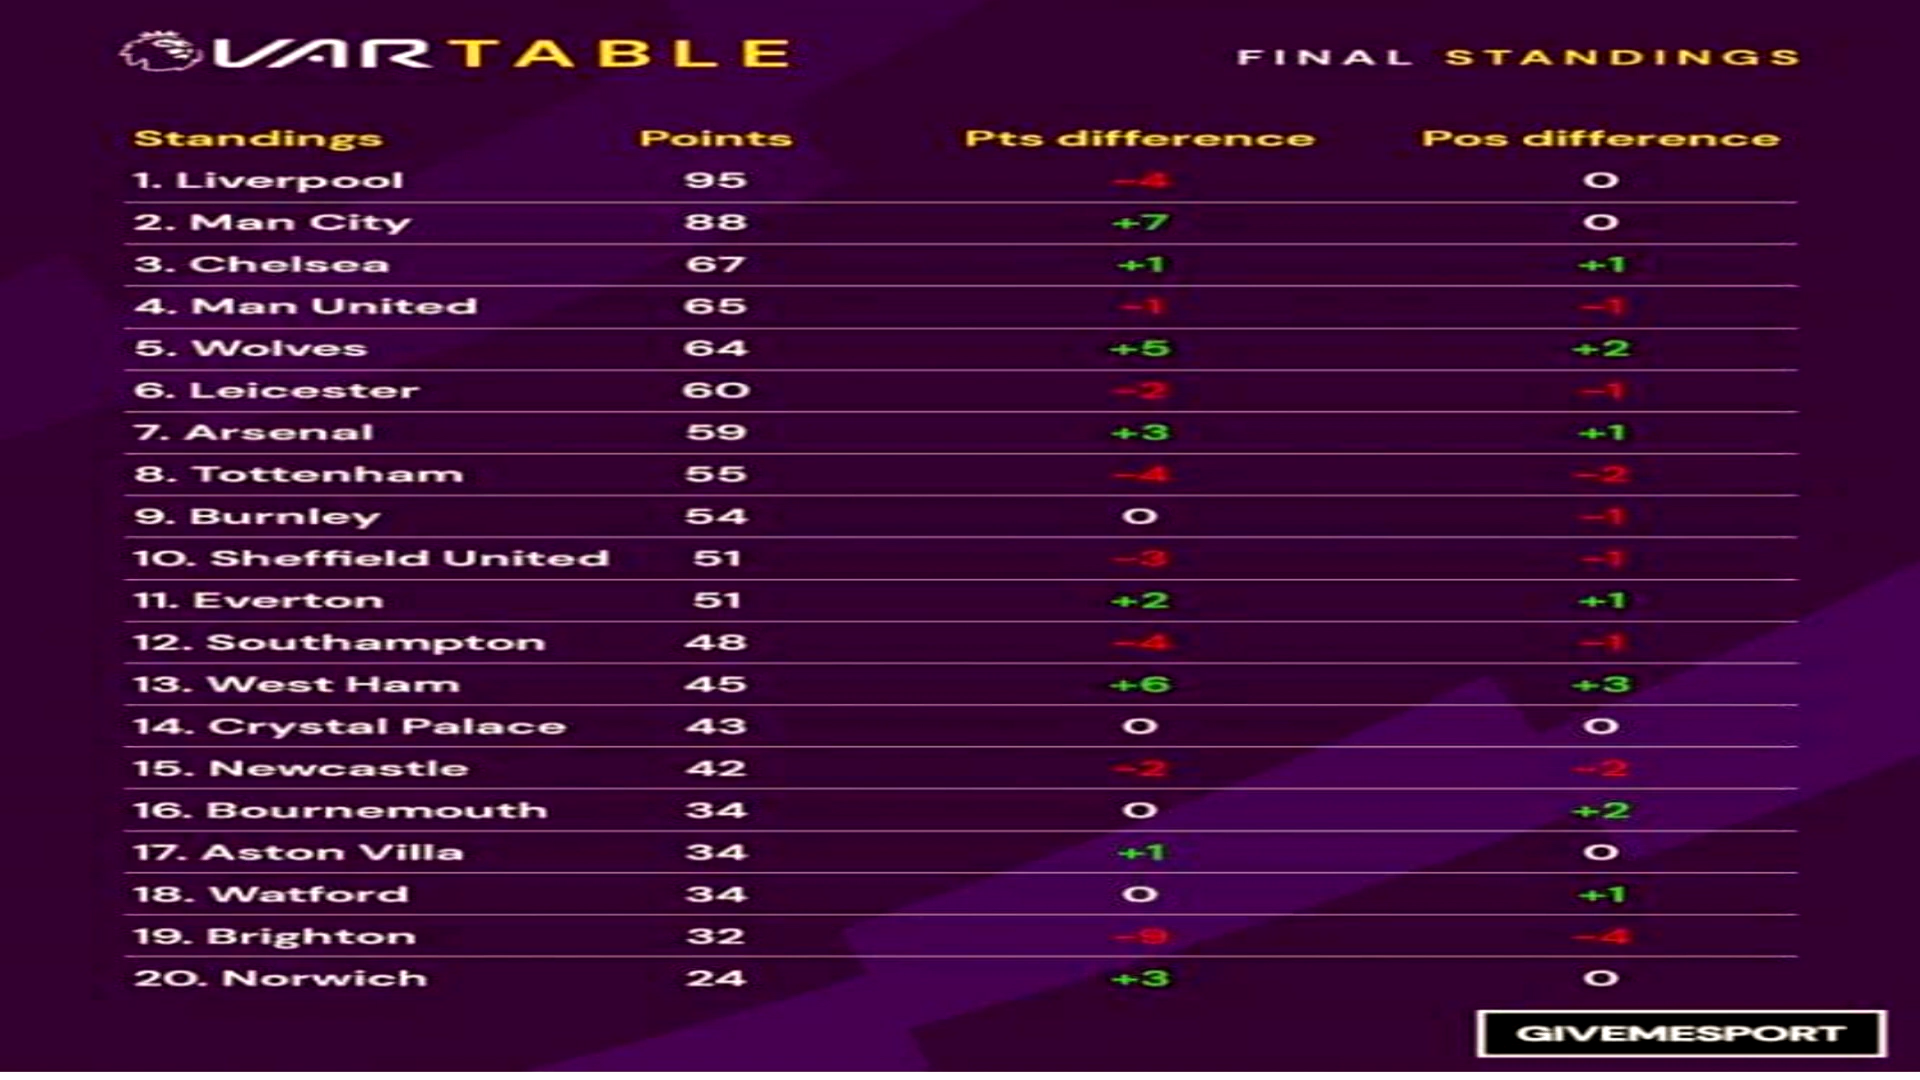 VAR TABLE
FINAL STANDINGS
Standings Points Pts difference Pos difference
1. Liverpool 95 -4 0
2. Man City 88 +7 0
3. Chelsea 67 +1 +1
4. Man United 65 -1 -1
5. Wolves 64 +5 +2
6. Leicester 60 -2 -1
7. Arsenal 59 +3 +1
8. Tottenham 55 -4 -2
9. Burnley 54 0 -1
10. Sheffield United 51 -3 -1
11. Everton 51 +2 +1
12. Southampton 48 -4 -1
13. West Ham 45 +6 +3
14. Crystal Palace 43 0 0
15. Newcastle 42 -2 -2
16. Bournemouth 34 0 +2
17. Aston Villa 34 +1 0
18. Watford 34 0 +1
19. Brighton 32 -9 -4
20. Norwich 24 +3 0
GIVEMESPORT